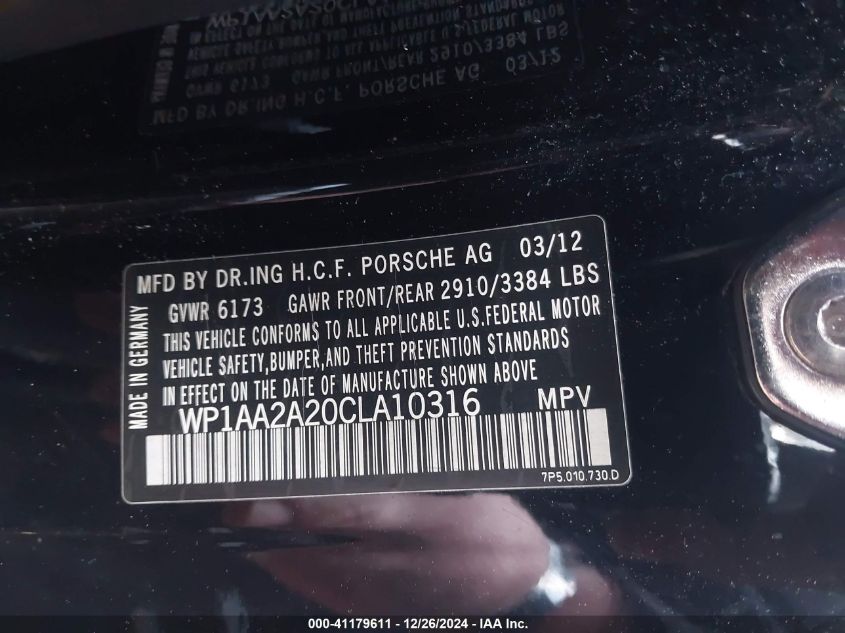 MFD BY DR.ING H.C.F. PORSCHE AG 03/12
GVWR 6173 GAWR FRONT/REAR 2910/3384 LBS
THIS VEHICLE CONFORMS TO ALL APPLICABLE U.S.FEDERAL MOTOR
VEHICLE SAFETY,BUMPER,AND THEFT PREVENTION STANDARDS
IN EFFECT ON THE DATE OF MANUFACTURE SHOWN ABOVE
WP1AA2A20CLA10316 MPV
MADE IN GERMANY
7P5.010.730.D
000-41179611 - 12/26/2024 - IAA Inc.